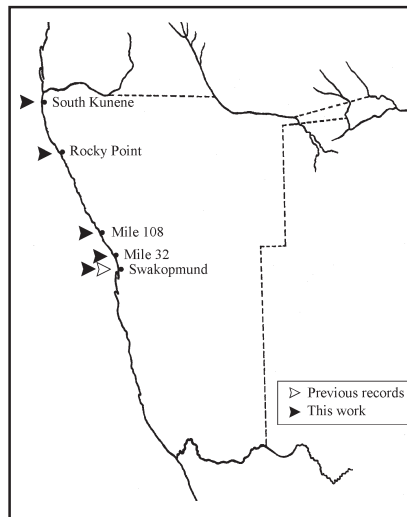 South Kunene
Rocky Point
Mile 108
Mile 32
Swakopmund
Previous records
This work